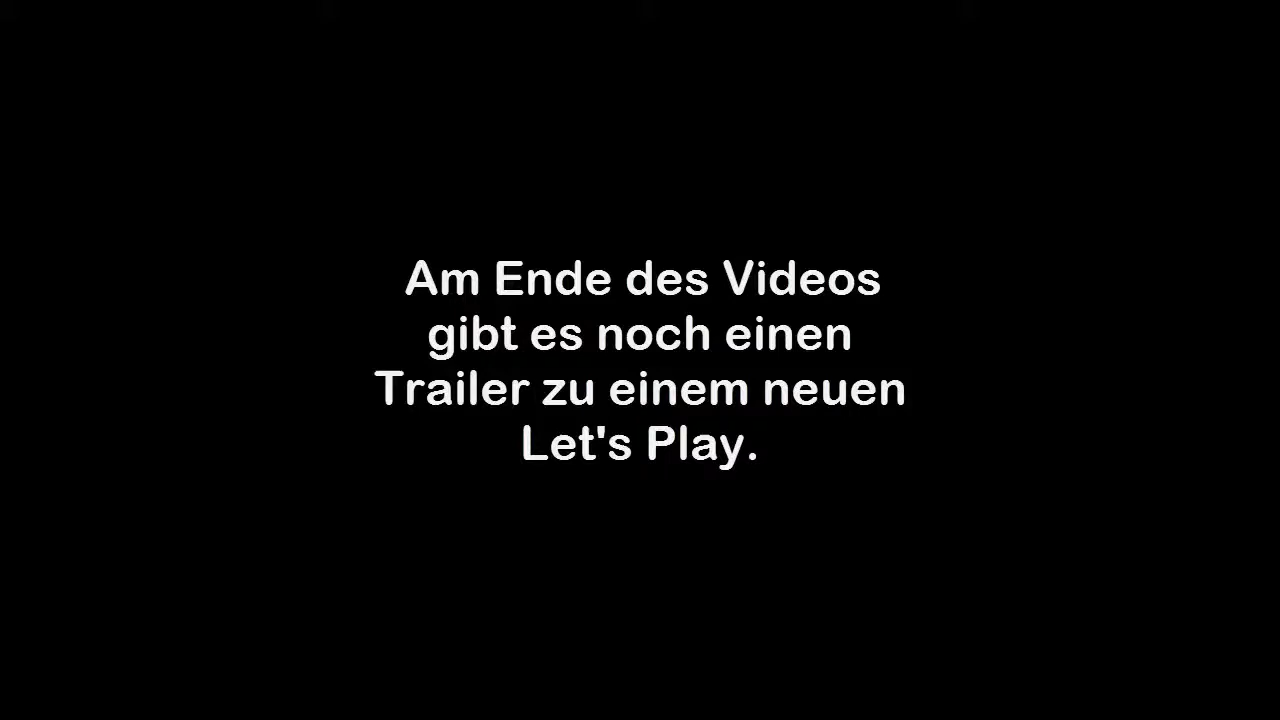 Am Ende des Videos
gibt es noch einen
Trailer zu einem neuen
Let's Play.